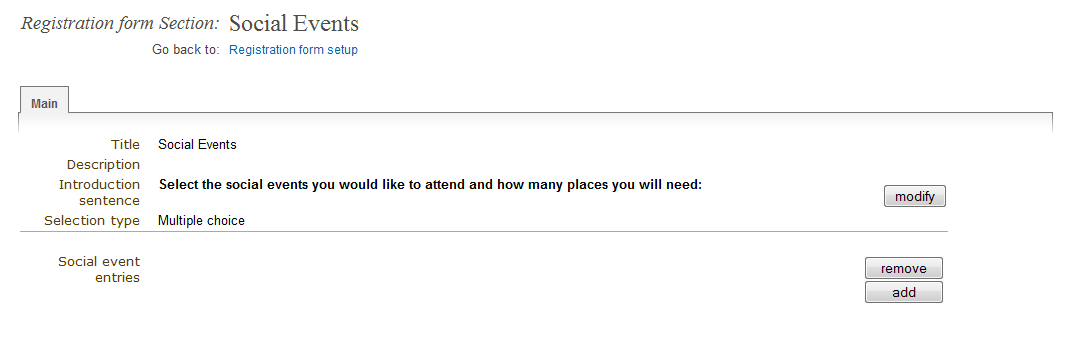 Registration form Section: Social Events
Go back to: Registration form setup
Main
Title Social Events
Description
Introduction sentence Select the social events you would like to attend and how many places you will need:
modify
Selection type Multiple choice
Social event entries
remove
add